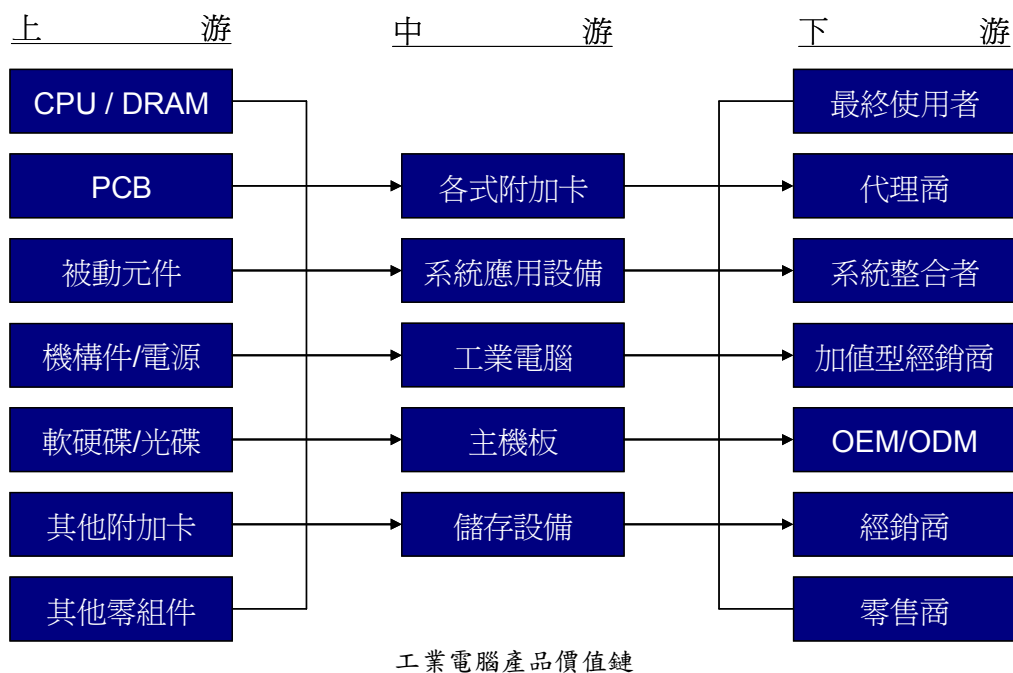 上游
中游
下游
CPU / DRAM
PCB
被動元件
機構件/電源
軟硬碟/光碟
其他附加卡
其他零組件
各式附加卡
系統應用設備
工業電腦
主機板
儲存設備
最終使用者
代理商
系統整合者
加值型經銷商
OEM/ODM
經銷商
零售商
工業電腦產品價值鏈